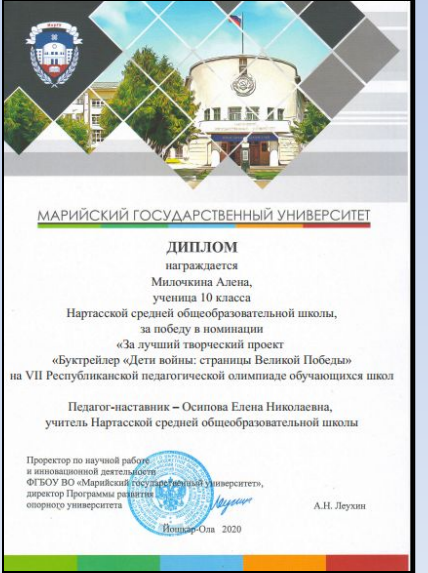 МАРИЙСКИЙ ГОСУДАРСТВЕННЫЙ УНИВЕРСИТЕТ
ДИПЛОМ
награждается
Милочкина Алена,
ученица 10 класса
Нартасской средней общеобразовательной школы,
за победу в номинации
«За лучший творческий проект
«Буктрейлер «Дети войны: страницы Великой Победы»
на VII Республиканской педагогической олимпиаде обучающихся школ
Педагог-наставник – Осипова Елена Николаевна,
учитель Нартасской средней общеобразовательной школы
Проректор по научной работе
и инновационной деятельности
ФГБОУ ВО «Марийский государственный университет»,
директор Программы развития
опорного университета
А.Н. Леухин
Йошкар-Ола 2020